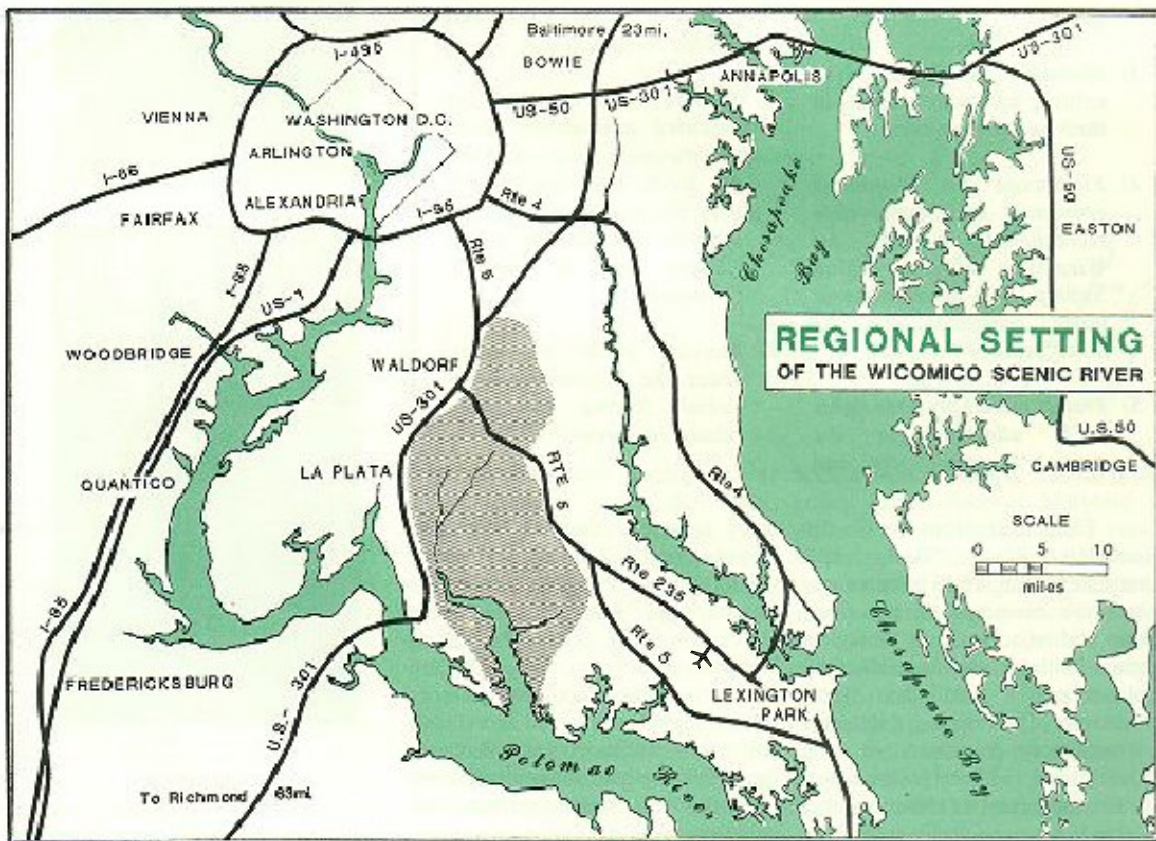 Baltimore 23mi.
BOWIE
US-301
I-495
ANNAPOLIS
US-301
US-50
VIENNA
WASHINGTON D.C.
ARLINGTON
I-66
ALEXANDRIA
I-95
Rte 4
FAIRFAX
Rte 5
Chesapeake
Bay
US-50
EASTON
I-95
US-1
WOODBRIDGE
WALDORF
REGIONAL SETTING
OF THE WICOMICO SCENIC RIVER
US-301
U.S.50
CAMBRIDGE
QUANTICO
LA PLATA
RTE 5
Rte 4
SCALE
0 5 10
miles
Rte 235
I-95
Rte 5
Chesapeake Bay
FREDERICKSBURG
U.S.-301
LEXINGTON
PARK
Potomac River
To Richmond 63mi.